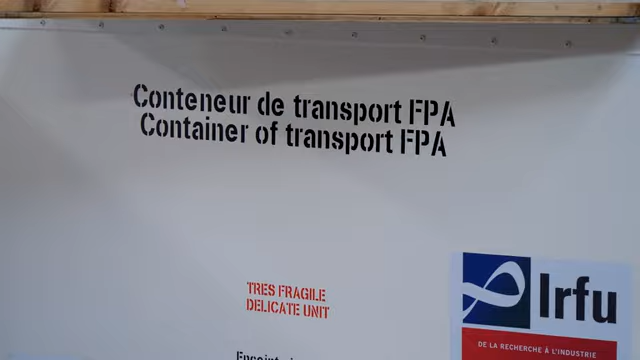 Conteneur de transport FPA
Container of transport FPA
TRES FRAGILE
DELICATE UNIT
Irfu
DE LA RECHERCHE À L'INDUSTRIE